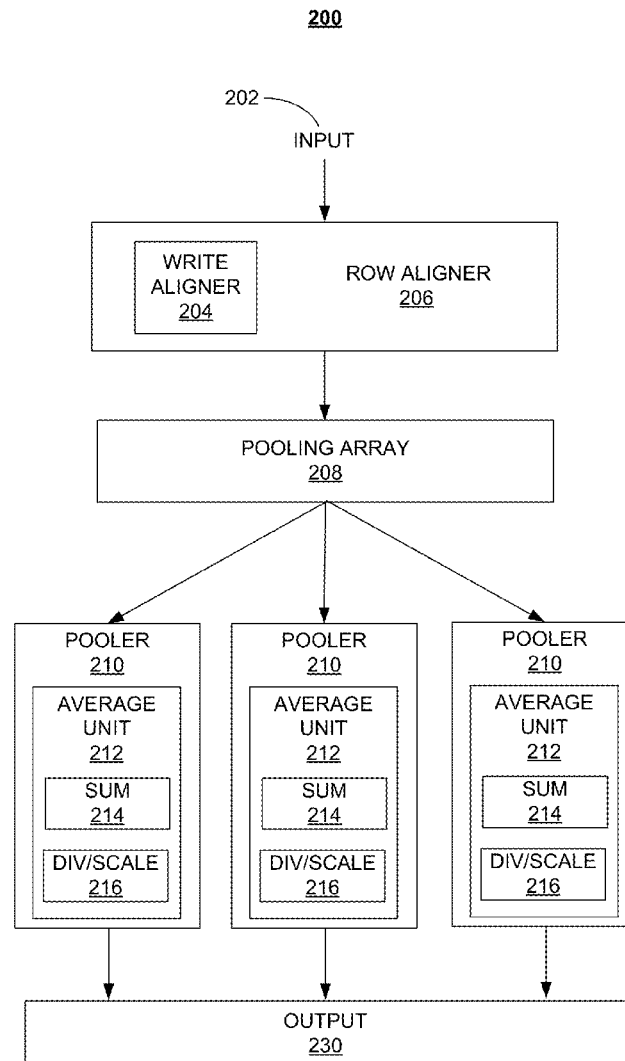 200
202
INPUT
WRITE
ALIGNER
204
ROW ALIGNER
206
POOLING ARRAY
208
POOLER
210
AVERAGE
UNIT
212
SUM
214
DIV/SCALE
216
POOLER
210
AVERAGE
UNIT
212
SUM
214
DIV/SCALE
216
POOLER
210
AVERAGE
UNIT
212
SUM
214
DIV/SCALE
216
OUTPUT
230